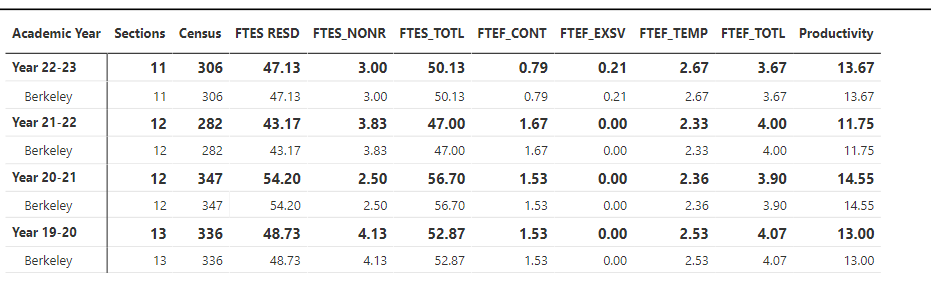 Academic Year Sections Census FTES RESD FTES_NONR FTES_TOTL FTEF_CONT FTEF_EXSV FTEF_TEMP FTEF_TOTL Productivity
Year 22-23 11 306 47.13 3.00 50.13 0.79 0.21 2.67 3.67 13.67
Berkeley 11 306 47.13 3.00 50.13 0.79 0.21 2.67 3.67 13.67
Year 21-22 12 282 43.17 3.83 47.00 1.67 0.00 2.33 4.00 11.75
Berkeley 12 282 43.17 3.83 47.00 1.67 0.00 2.33 4.00 11.75
Year 20-21 12 347 54.20 2.50 56.70 1.53 0.00 2.36 3.90 14.55
Berkeley 12 347 54.20 2.50 56.70 1.53 0.00 2.36 3.90 14.55
Year 19-20 13 336 48.73 4.13 52.87 1.53 0.00 2.53 4.07 13.00
Berkeley 13 336 48.73 4.13 52.87 1.53 0.00 2.53 4.07 13.00